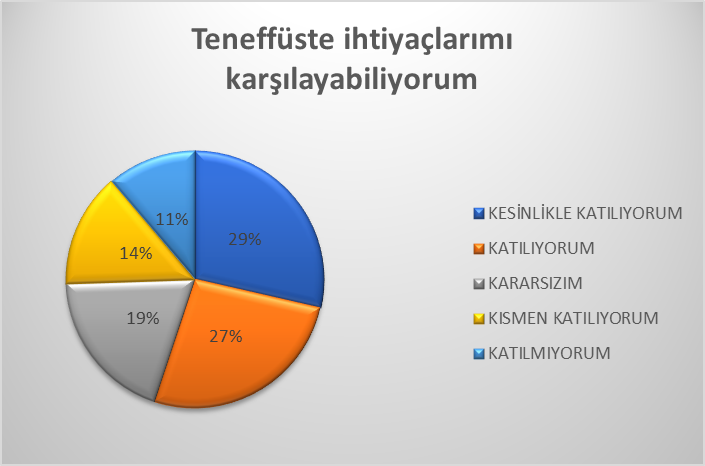 Teneffüste ihtiyaçlarımı
karşılayabiliyorum
11%
29%
14%
19%
27%
KESİNLİKLE KATILIYORUM
KATILIYORUM
KARARSIZIM
KISMEN KATILIYORUM
KATILMIYORUM